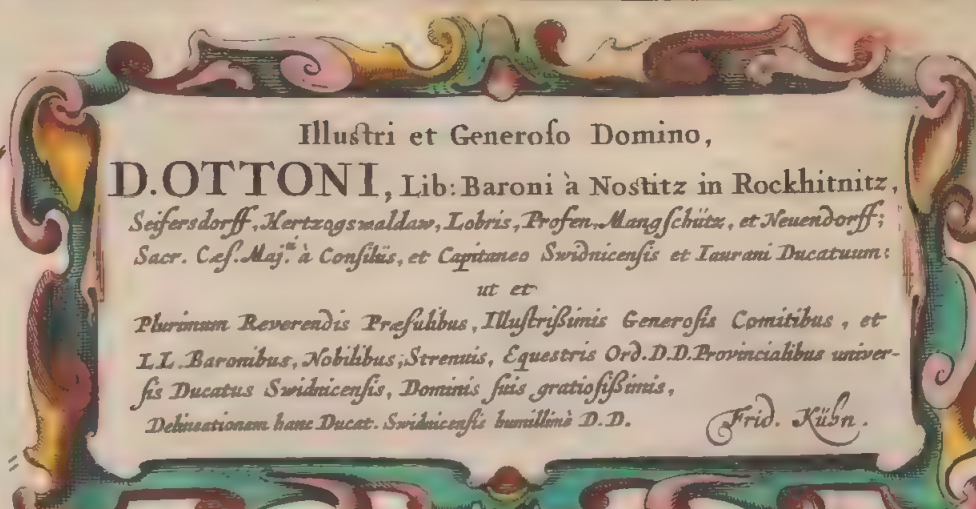 Illuſtri et Generoſo Domino,
D. OTTONI, Lib: Baroni à Noſtitz in Rockhitnitz,
Seifersdorff, Hertzogswaldaw, Lobris, Profen, Mangſchütz, et Neuendorff;
Sacr. Cæſ. Maj.tis à Conſiliis, et Capitaneo Swidnicenſis et Iaurani Ducatuum:
ut et
Plurimum Reverendis Præſulibus, Illuſtrißimis Generoſis Comitibus, et
LL. Baronibus, Nobilibus, Strenuis, Equeſtris Ord. D.D. Provincialibus univer-
ſis Ducatus Swidnicenſis, Dominis ſuis gratioſißimis,
Delineationem hanc Ducat. Swidnicenſis humillimè D.D.
Frid. Kühn.